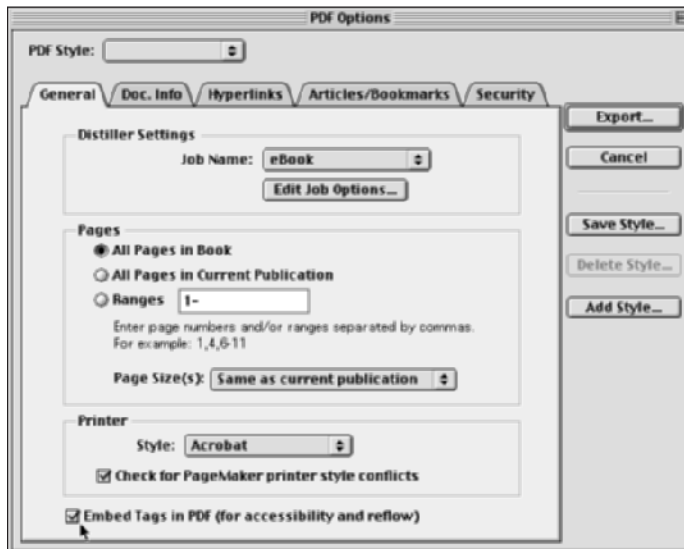 PDF Options
PDF Style:
General Doc. Info Hyperlinks Articles/Bookmarks Security
Export...
Distiller Settings
Job Name: eBook
Cancel
Edit Job Options...
Pages
Save Style...
All Pages in Book
All Pages in Current Publication
Delete Style...
Ranges 1-
Add Style...
Enter page numbers and/or ranges separated by commas.
For example: 1,4,6-11
Page Size(s): Same as current publication
Printer
Style: Acrobat
Check for PageMaker printer style conflicts
Embed Tags in PDF (for accessibility and reflow)